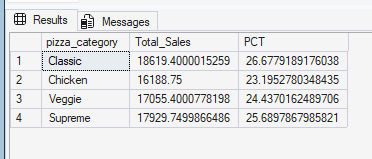 Results Messages
pizza_category Total_Sales PCT
1 Classic 18619.4000015259 26.6779189176038
2 Chicken 16188.75 23.1952780348435
3 Veggie 17055.4000778198 24.4370162489706
4 Supreme 17929.7499866486 25.6897867985821